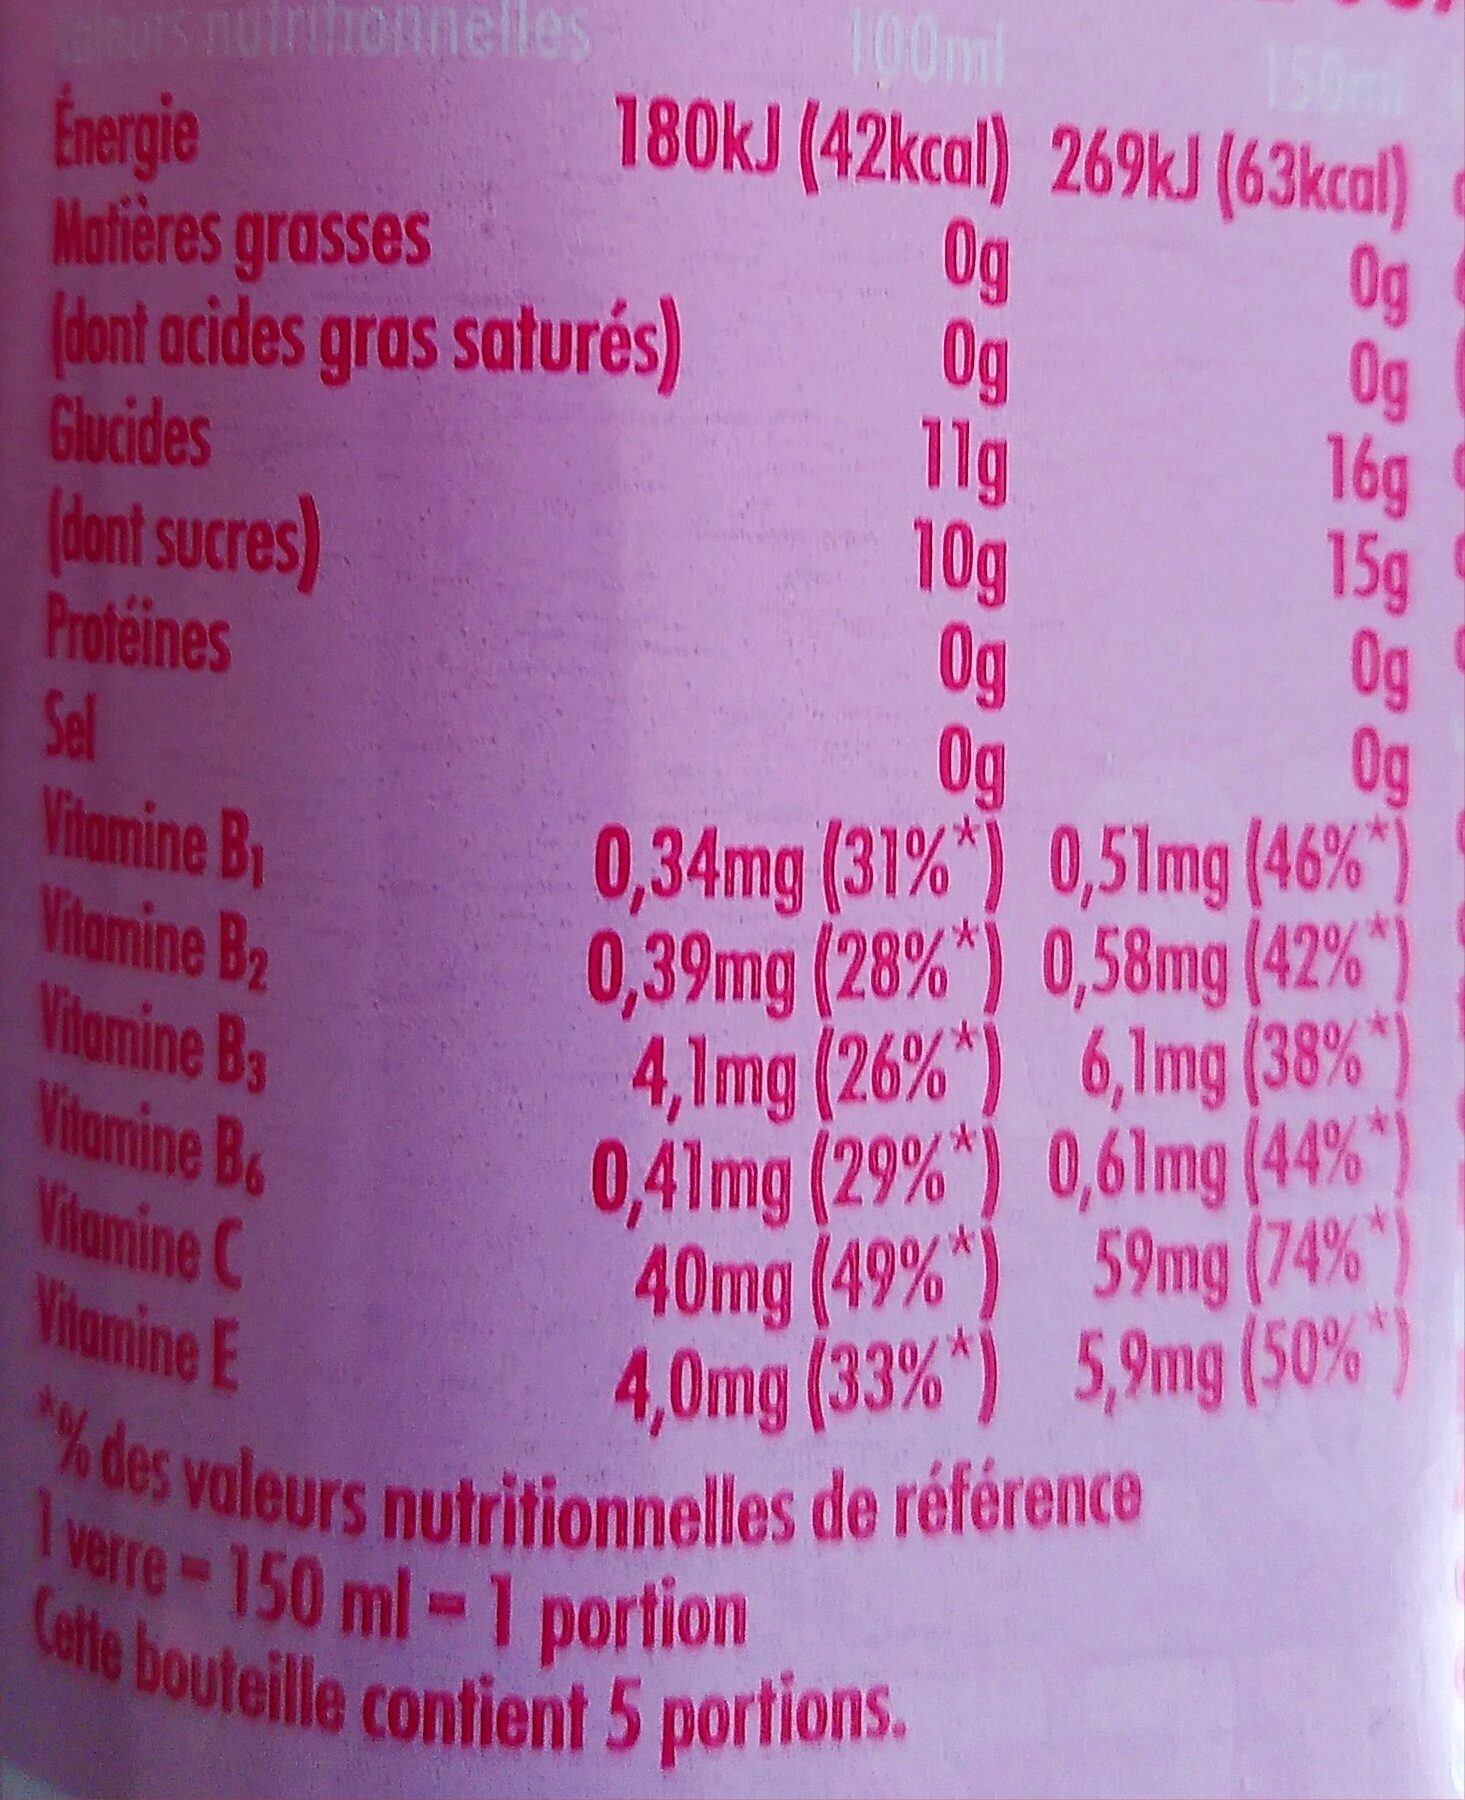 Valeurs nutritionnelles 100ml 150ml
Énergie 180kJ (42kcal) 269kJ (63kcal)
Matières grasses 0g 0g
(dont acides gras saturés) 0g 0g
Glucides 11g 16g
(dont sucres) 10g 15g
Protéines 0g 0g
Sel 0g 0g
Vitamine B₁ 0,34mg (31%*) 0,51mg (46%*)
Vitamine B₂ 0,39mg (28%*) 0,58mg (42%*)
Vitamine B₃ 4,1mg (26%*) 6,1mg (38%*)
Vitamine B₆ 0,41mg (29%*) 0,61mg (44%*)
Vitamine C 40mg (49%*) 59mg (74%*)
Vitamine E 4,0mg (33%*) 5,9mg (50%*)
*% des valeurs nutritionnelles de référence
1 verre = 150 ml = 1 portion
Cette bouteille contient 5 portions.